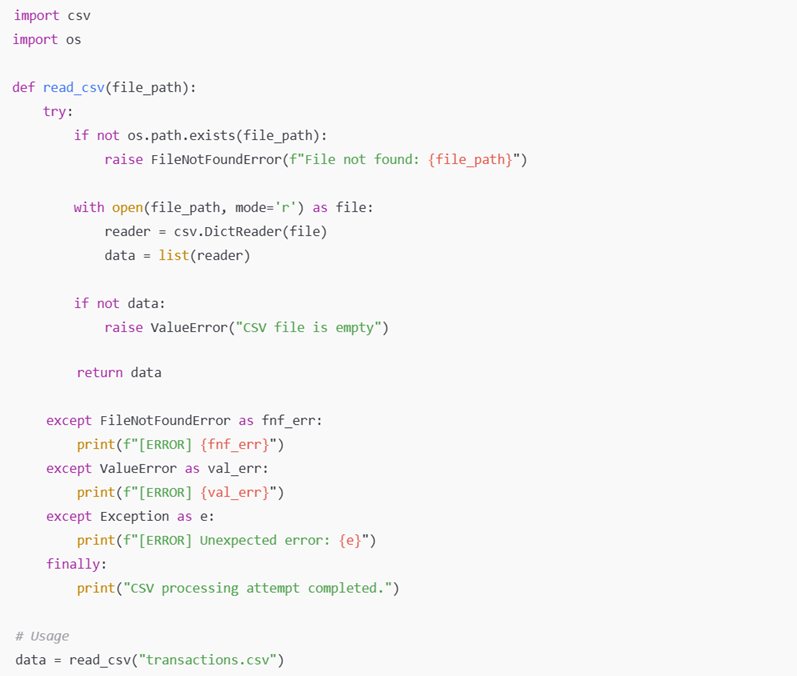 import csv
import os
def read_csv(file_path):
    try:
        if not os.path.exists(file_path):
            raise FileNotFoundError(f"File not found: {file_path}")
        with open(file_path, mode='r') as file:
            reader = csv.DictReader(file)
            data = list(reader)
        if not data:
            raise ValueError("CSV file is empty")
        return data
    except FileNotFoundError as fnf_err:
        print(f"[ERROR] {fnf_err}")
    except ValueError as val_err:
        print(f"[ERROR] {val_err}")
    except Exception as e:
        print(f"[ERROR] Unexpected error: {e}")
    finally:
        print("CSV processing attempt completed.")
# Usage
data = read_csv("transactions.csv")